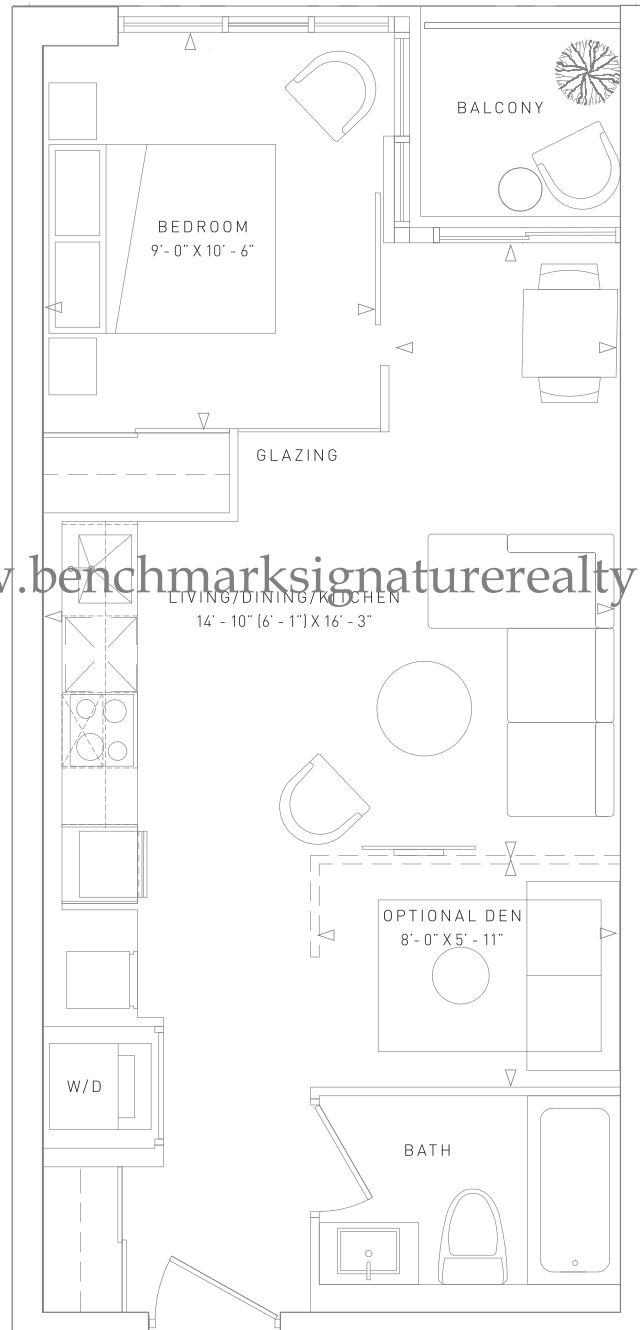 BALCONY
BEDROOM
9'-0" X 10'-6"
GLAZING
w.benchmarksignaturerealty
LIVING/DINING/KITCHEN
14' - 10" (6' - 1") X 16' - 3"
OPTIONAL DEN
8'-0" X 5' - 11"
W/D
BATH